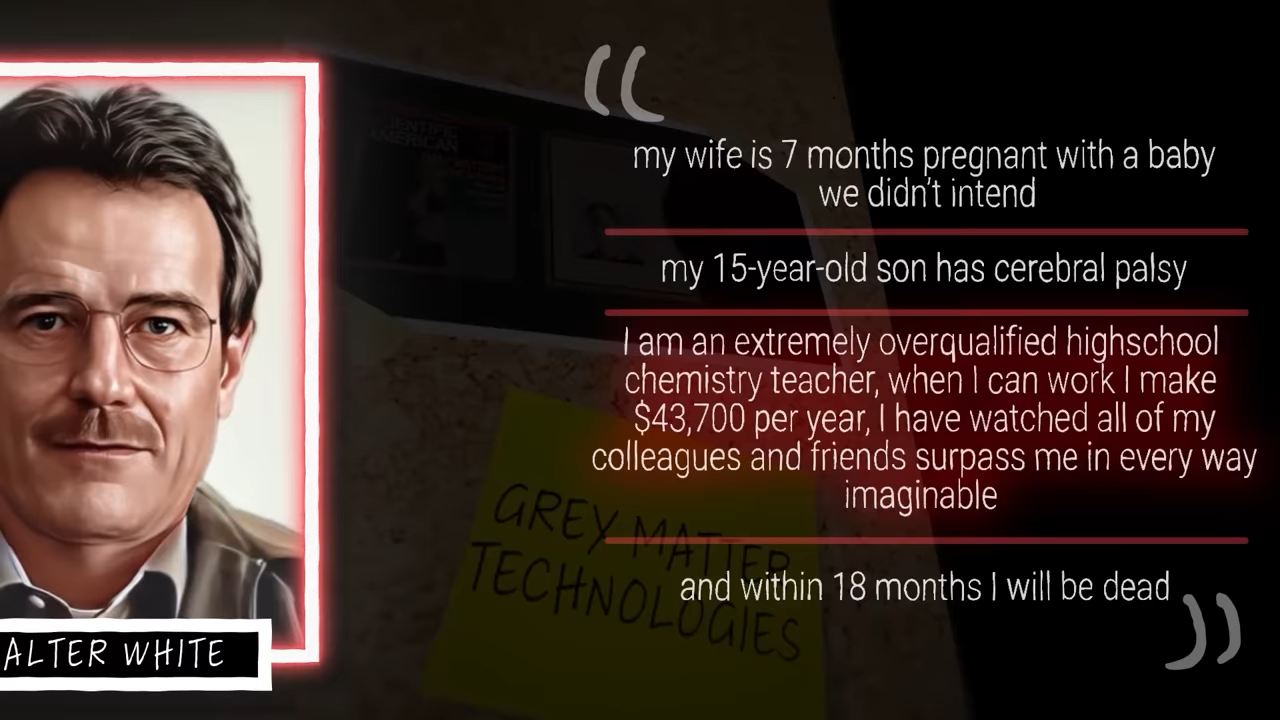 my wife is 7 months pregnant with a baby
we didn't intend
my 15-year-old son has cerebral palsy
I am an extremely overqualified highschool
chemistry teacher, when I can work I make
$43,700 per year, I have watched all of my
colleagues and friends surpass me in every way
imaginable
and within 18 months I will be dead
GREY MATTER
TECHNOLOGIES
ALTER WHITE
AMERICAN